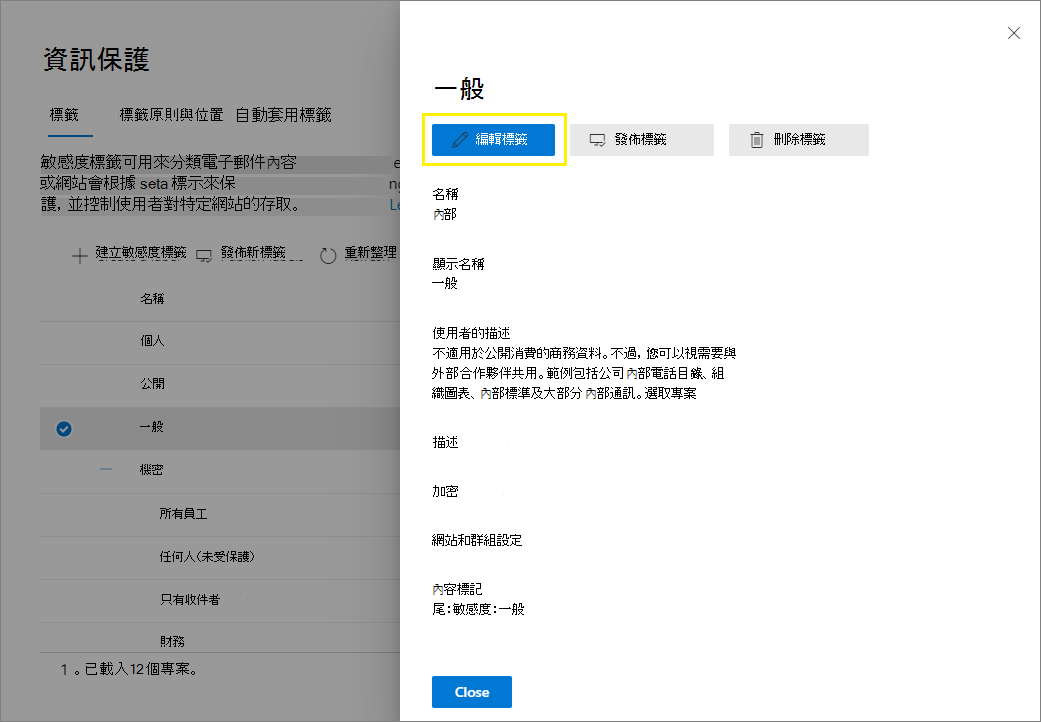 資訊保護
標籤 標籤原則與位置 自動套用標籤
敏感度標籤可用來分類電子郵件內容
或網站會根據 seta 標示來保
護，並控制使用者對特定網站的存取。
建立敏感度標籤 發佈新標籤 重新整理
名稱
個人
公開
一般
機密
所有員工
任何人（未受保護）
只有收件者
財務
1 。已載入12個專案。
一般
編輯標籤 發佈標籤 刪除標籤
名稱
內部
顯示名稱
一般
使用者的描述
不適用於公開消費的商務資料。不過，您可以視需要與
外部合作夥伴共用。範例包括公司內部電話目錄、組
織圖表、內部標準及大部分內部通訊。選取專案
描述
加密
網站和群組設定
內容標記
尾：敏感度：一般
Close